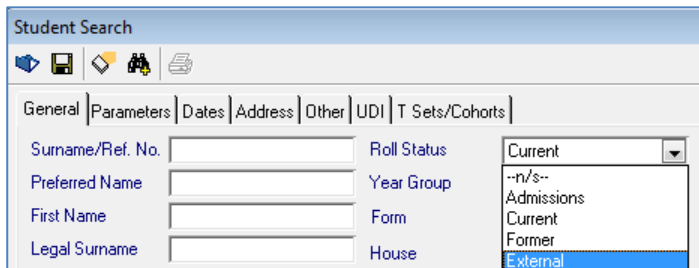 Student Search
General Parameters Dates Address Other UDI T Sets/Cohorts
Surname/Ref. No. Roll Status Current
Preferred Name Year Group --n/s--
Admissions
First Name Form Current
Former
Legal Surname House External